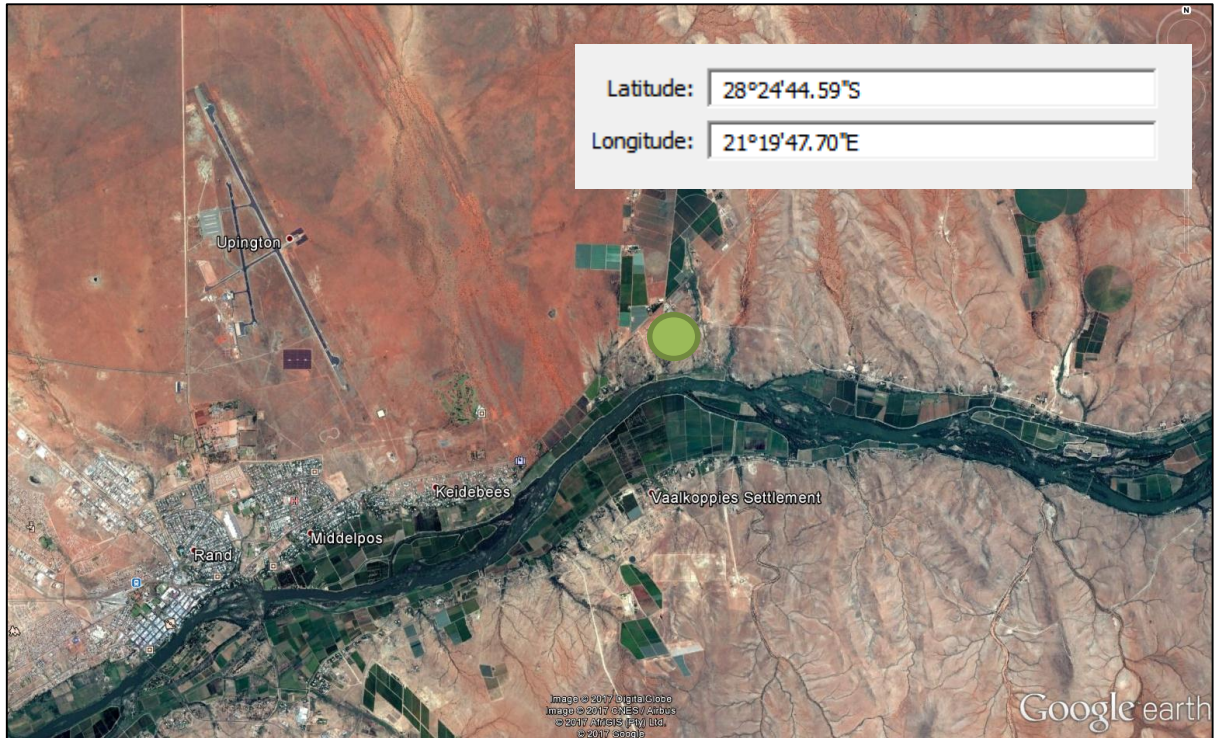 N
Latitude: 28°24'44.59"S
Longitude: 21°19'47.70"E
Upington
Keidebees
Vaalkoppies Settlement
Middelpos
Rand
Image © 2017 DigitalGlobe
Image © 2017 CNES / Airbus
© 2017 AfriGIS (Pty) Ltd.
© 2017 Google
Google earth